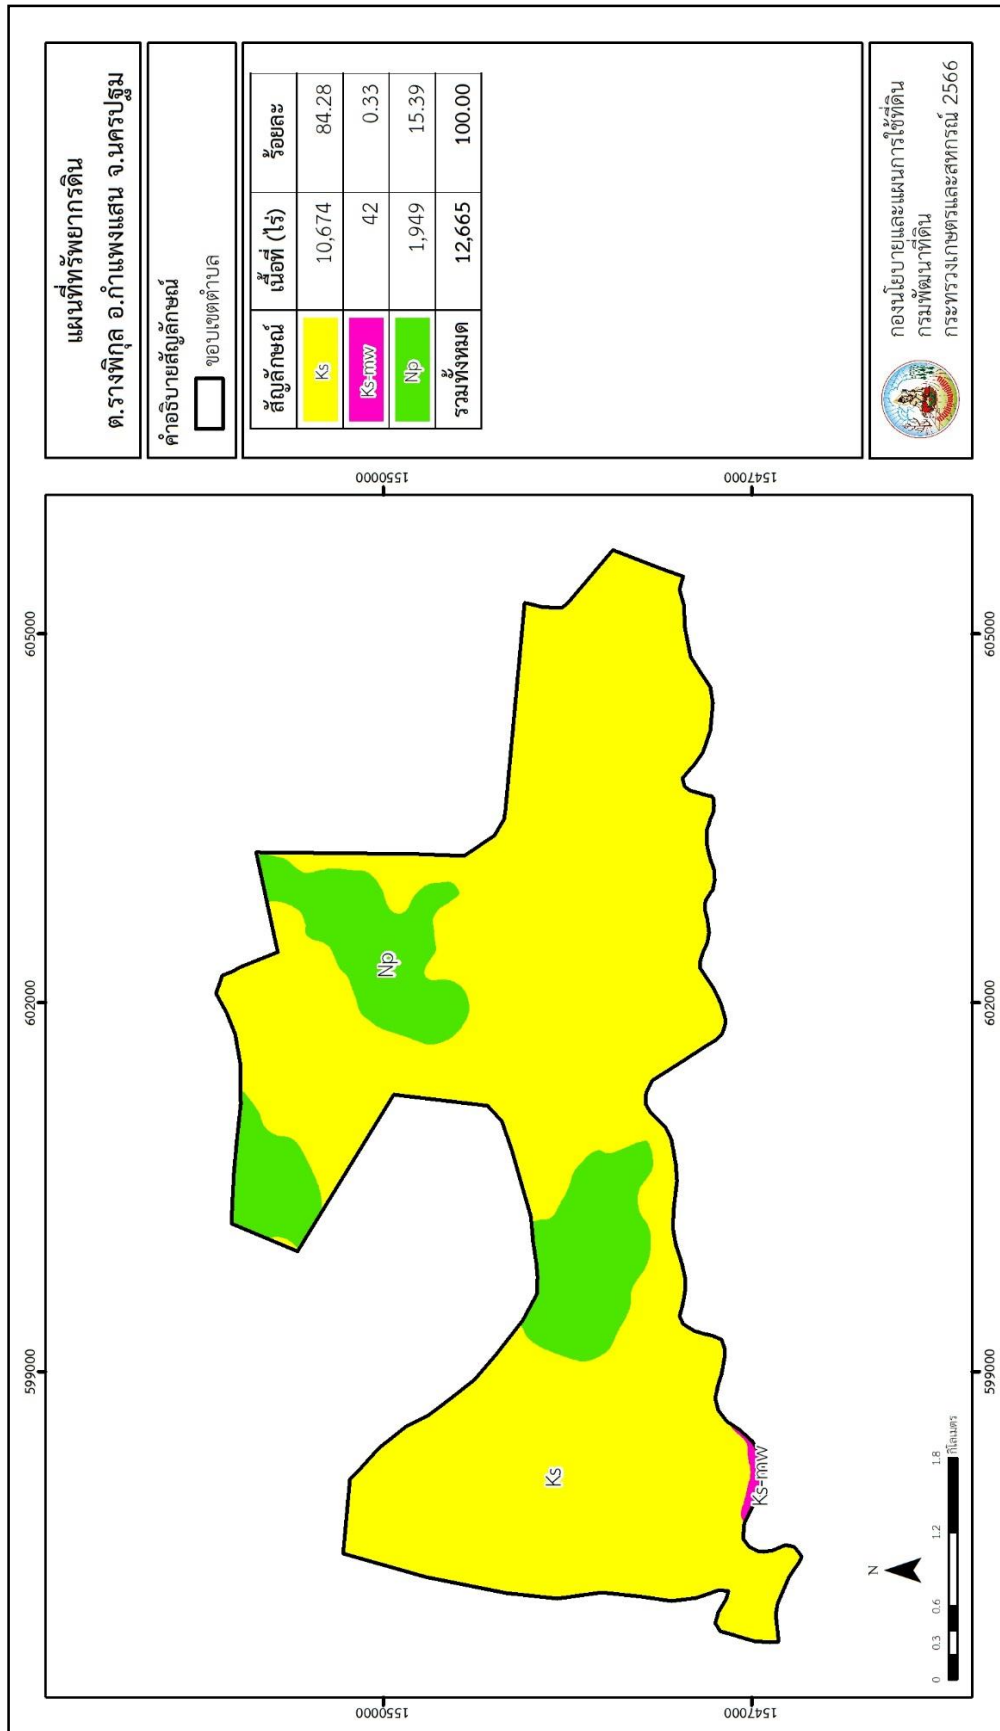 แผนที่ทรัพยากรดิน
ต.รางพิกุล อ.กำแพงแสน จ.นครปฐม
คำอธิบายสัญลักษณ์
ขอบเขตตำบล
สัญลักษณ์ เนื้อที่ (ไร่) ร้อยละ
Ks 10,674 84.28
Ks-mw 42 0.33
Np 1,949 15.39
รวมทั้งหมด 12,665 100.00
กองนโยบายและแผนการใช้ที่ดิน
กรมพัฒนาที่ดิน
กระทรวงเกษตรและสหกรณ์ 2566
599000 602000 605000
1550000 1550000
Np
Ks
Ks-mw
1547000 1547000
N
0 0.3 0.6 1.2 1.8
กิโลเมตร
599000 602000 605000